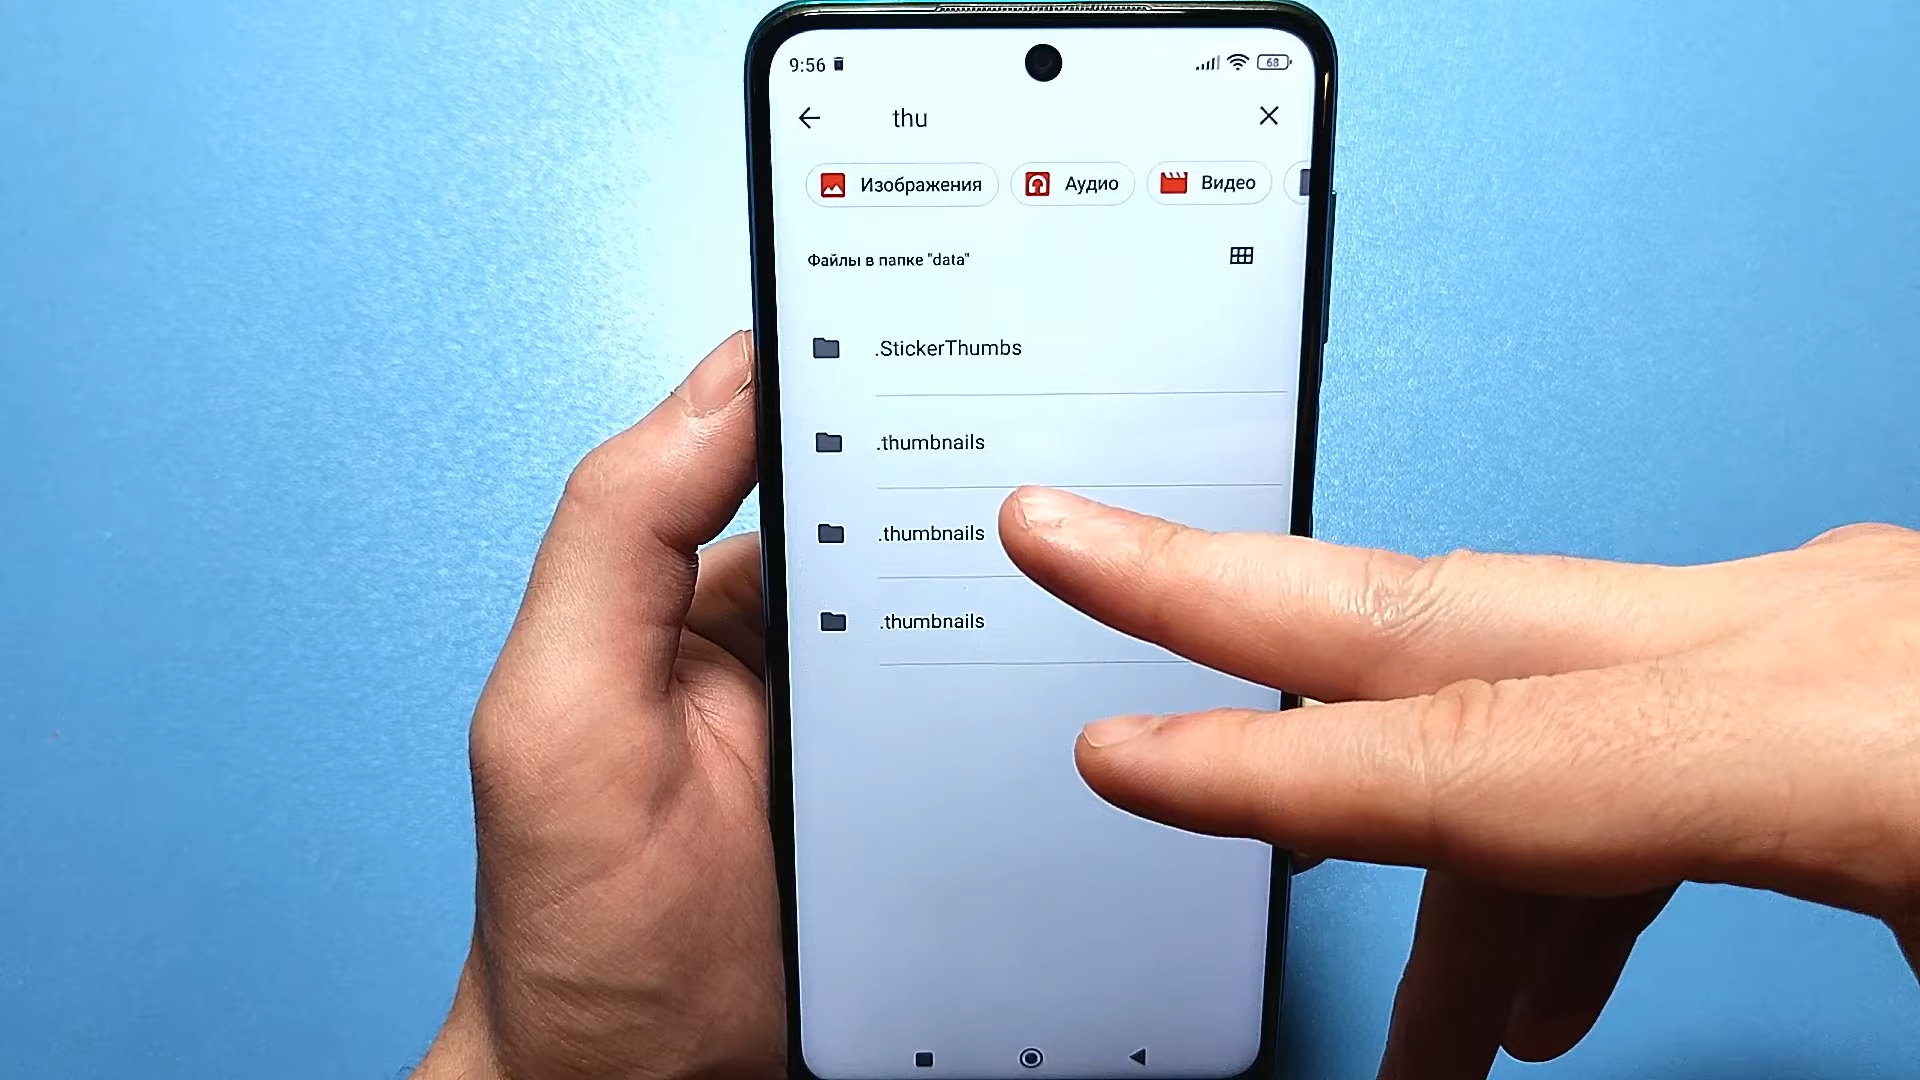 9:56 68
thu
Изображения Аудио Видео
Файлы в папке "data"
.StickerThumbs
.thumbnails
.thumbnails
.thumbnails